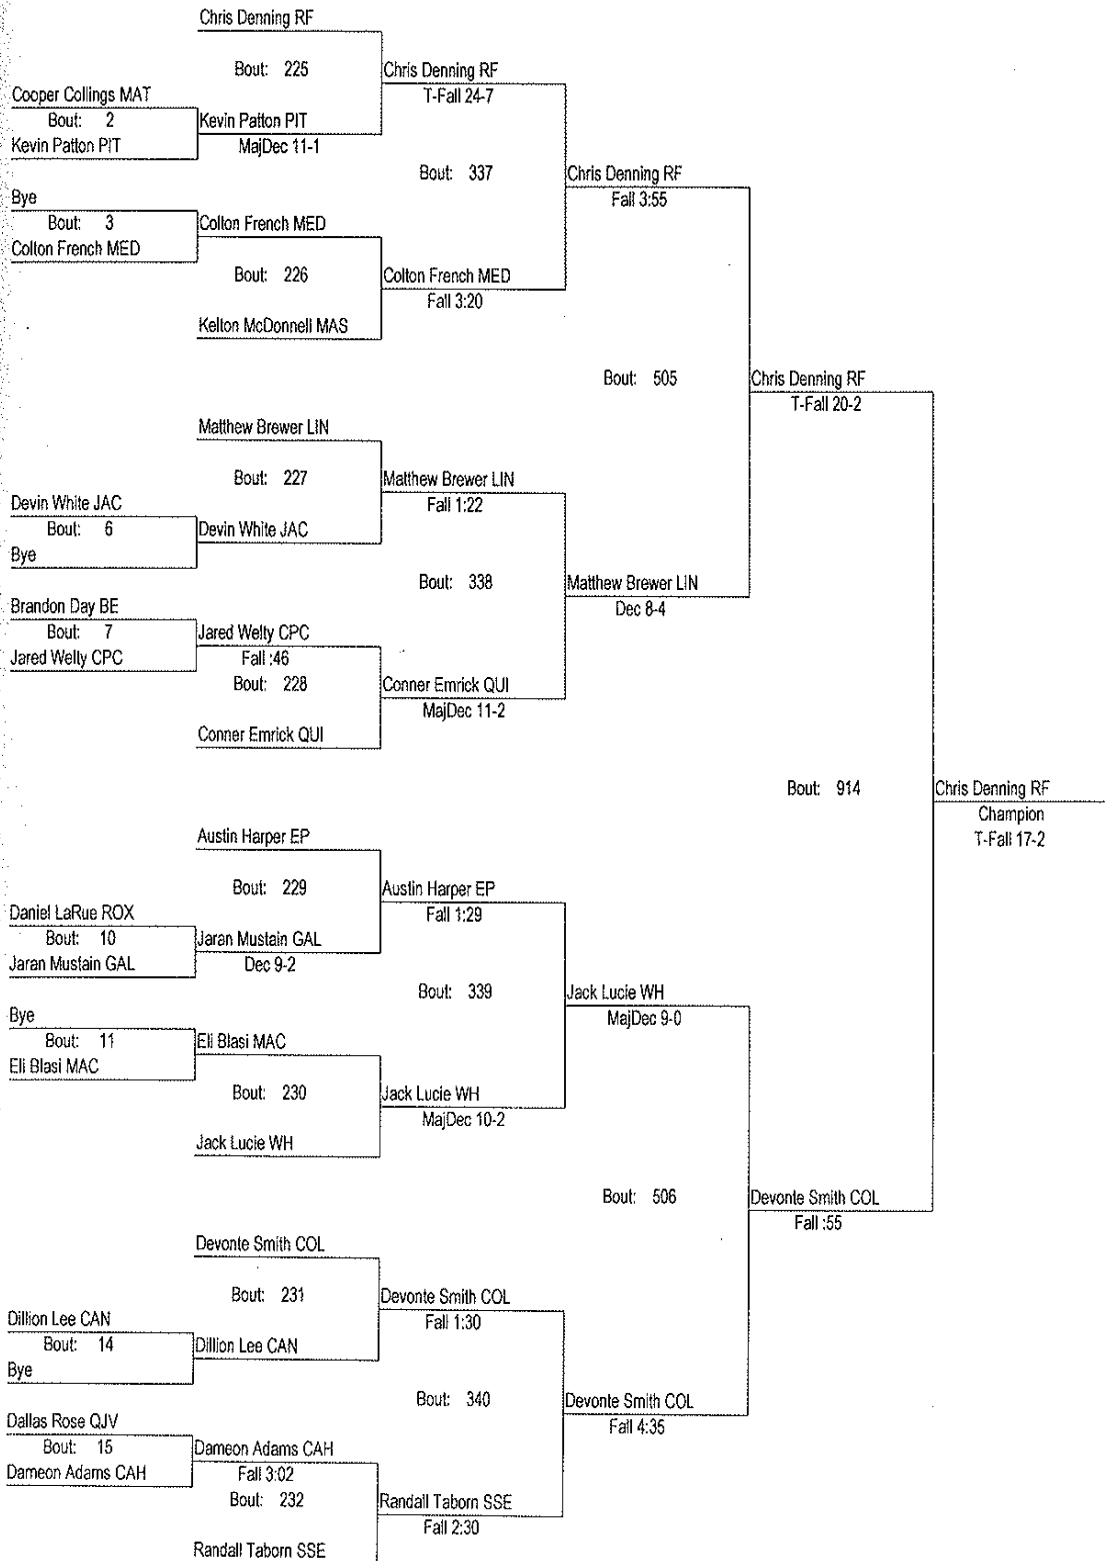 Chris Denning RF
Bout: 225
Chris Denning RF
T-Fall 24-7
Cooper Collings MAT
Bout: 2
Kevin Patton PIT
Kevin Patton PIT
MajDec 11-1
Bout: 337
Chris Denning RF
Fall 3:55
Bye
Bout: 3
Colton French MED
Colton French MED
Bout: 226
Colton French MED
Fall 3:20
Kelton McDonnell MAS
Bout: 505
Chris Denning RF
T-Fall 20-2
Matthew Brewer LIN
Bout: 227
Matthew Brewer LIN
Fall 1:22
Devin White JAC
Bout: 6
Bye
Devin White JAC
Bout: 338
Matthew Brewer LIN
Dec 8-4
Brandon Day BE
Bout: 7
Jared Welty CPC
Jared Welty CPC
Fall :46
Bout: 228
Conner Emrick QUI
MajDec 11-2
Conner Emrick QUI
Bout: 914
Chris Denning RF
Champion
T-Fall 17-2
Austin Harper EP
Bout: 229
Austin Harper EP
Fall 1:29
Daniel LaRue ROX
Bout: 10
Jaran Mustain GAL
Jaran Mustain GAL
Dec 9-2
Bout: 339
Jack Lucie WH
MajDec 9-0
Bye
Bout: 11
Eli Blasi MAC
Eli Blasi MAC
Bout: 230
Jack Lucie WH
MajDec 10-2
Jack Lucie WH
Bout: 506
Devonte Smith COL
Fall :55
Devonte Smith COL
Bout: 231
Devonte Smith COL
Fall 1:30
Dillion Lee CAN
Bout: 14
Bye
Dillion Lee CAN
Bout: 340
Devonte Smith COL
Fall 4:35
Dallas Rose QJV
Bout: 15
Dameon Adams CAH
Dameon Adams CAH
Fall 3:02
Bout: 232
Randall Taborn SSE
Fall 2:30
Randall Taborn SSE